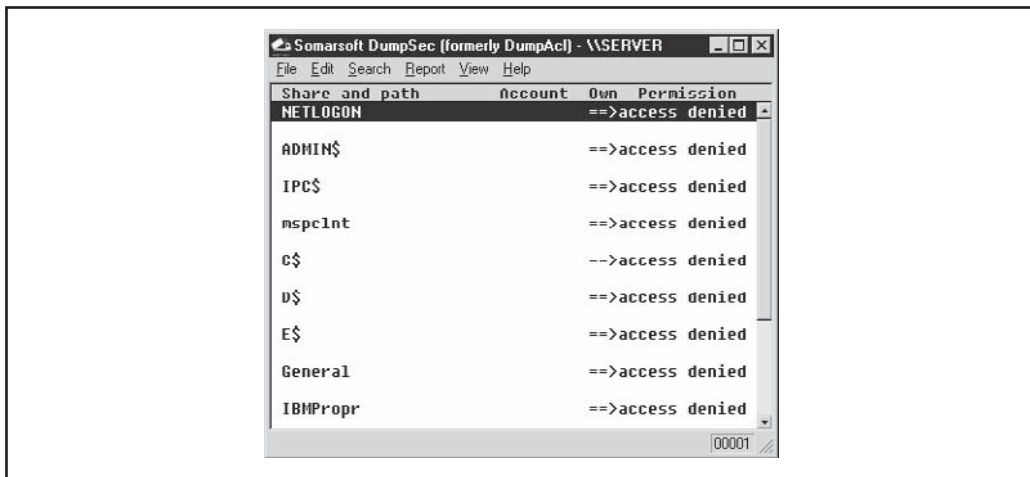 Somarsoft DumpSec (formerly DumpAcl) - \\SERVER
File Edit Search Report View Help
Share and path Account Own Permission
NETLOGON ==>access denied
ADMIN$ ==>access denied
IPC$ ==>access denied
mspclnt ==>access denied
C$ -->access denied
D$ ==>access denied
E$ ==>access denied
General ==>access denied
IBMPropr ==>access denied
00001